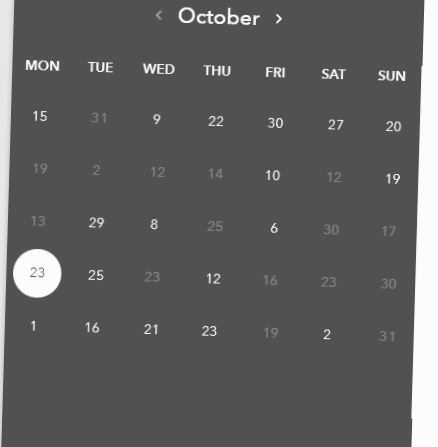 ‹ October ›
MON TUE WED THU FRI SAT SUN
15 31 9 22 30 27 20
19 2 12 14 10 12 19
13 29 8 25 6 30 17
23 25 23 12 16 23 30
1 16 21 23 19 2 31